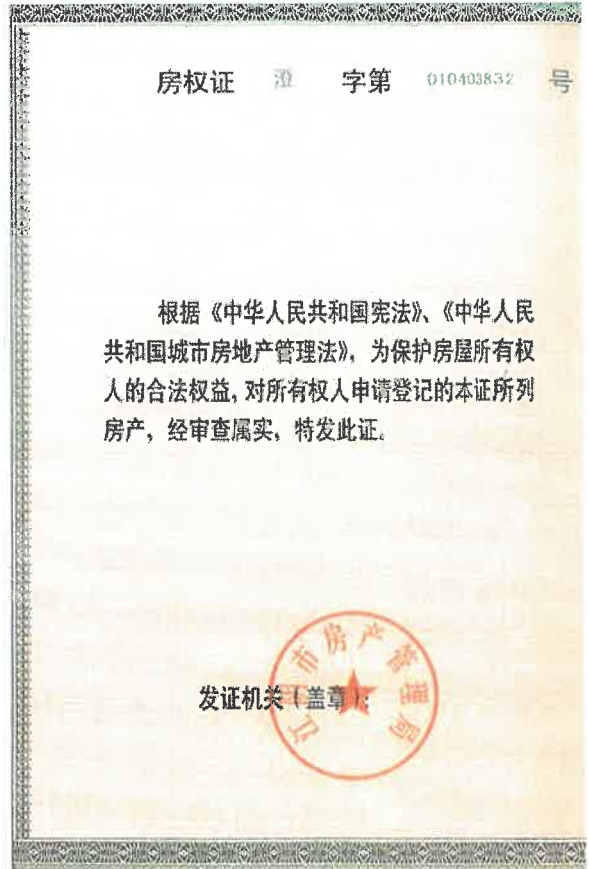 房权证 澄 字第 010403832 号
根据《中华人民共和国宪法》、《中华人民
共和国城市房地产管理法》，为保护房屋所有权
人的合法权益，对所有权人申请登记的本证所列
房产，经审查属实，特发此证。
发证机关（盖章）：
江阴市房产管理局